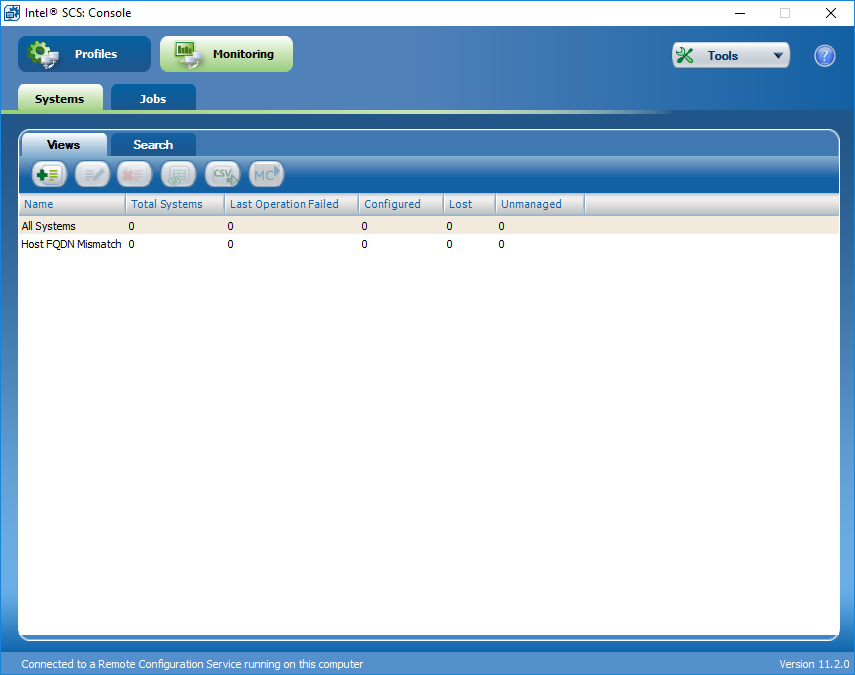 Intel® SCS: Console
Profiles Monitoring Tools ?
Systems Jobs
Views Search
CSV MC
Name Total Systems Last Operation Failed Configured Lost Unmanaged
All Systems 0 0 0 0 0
Host FQDN Mismatch 0 0 0 0 0
Connected to a Remote Configuration Service running on this computer Version 11.2.0